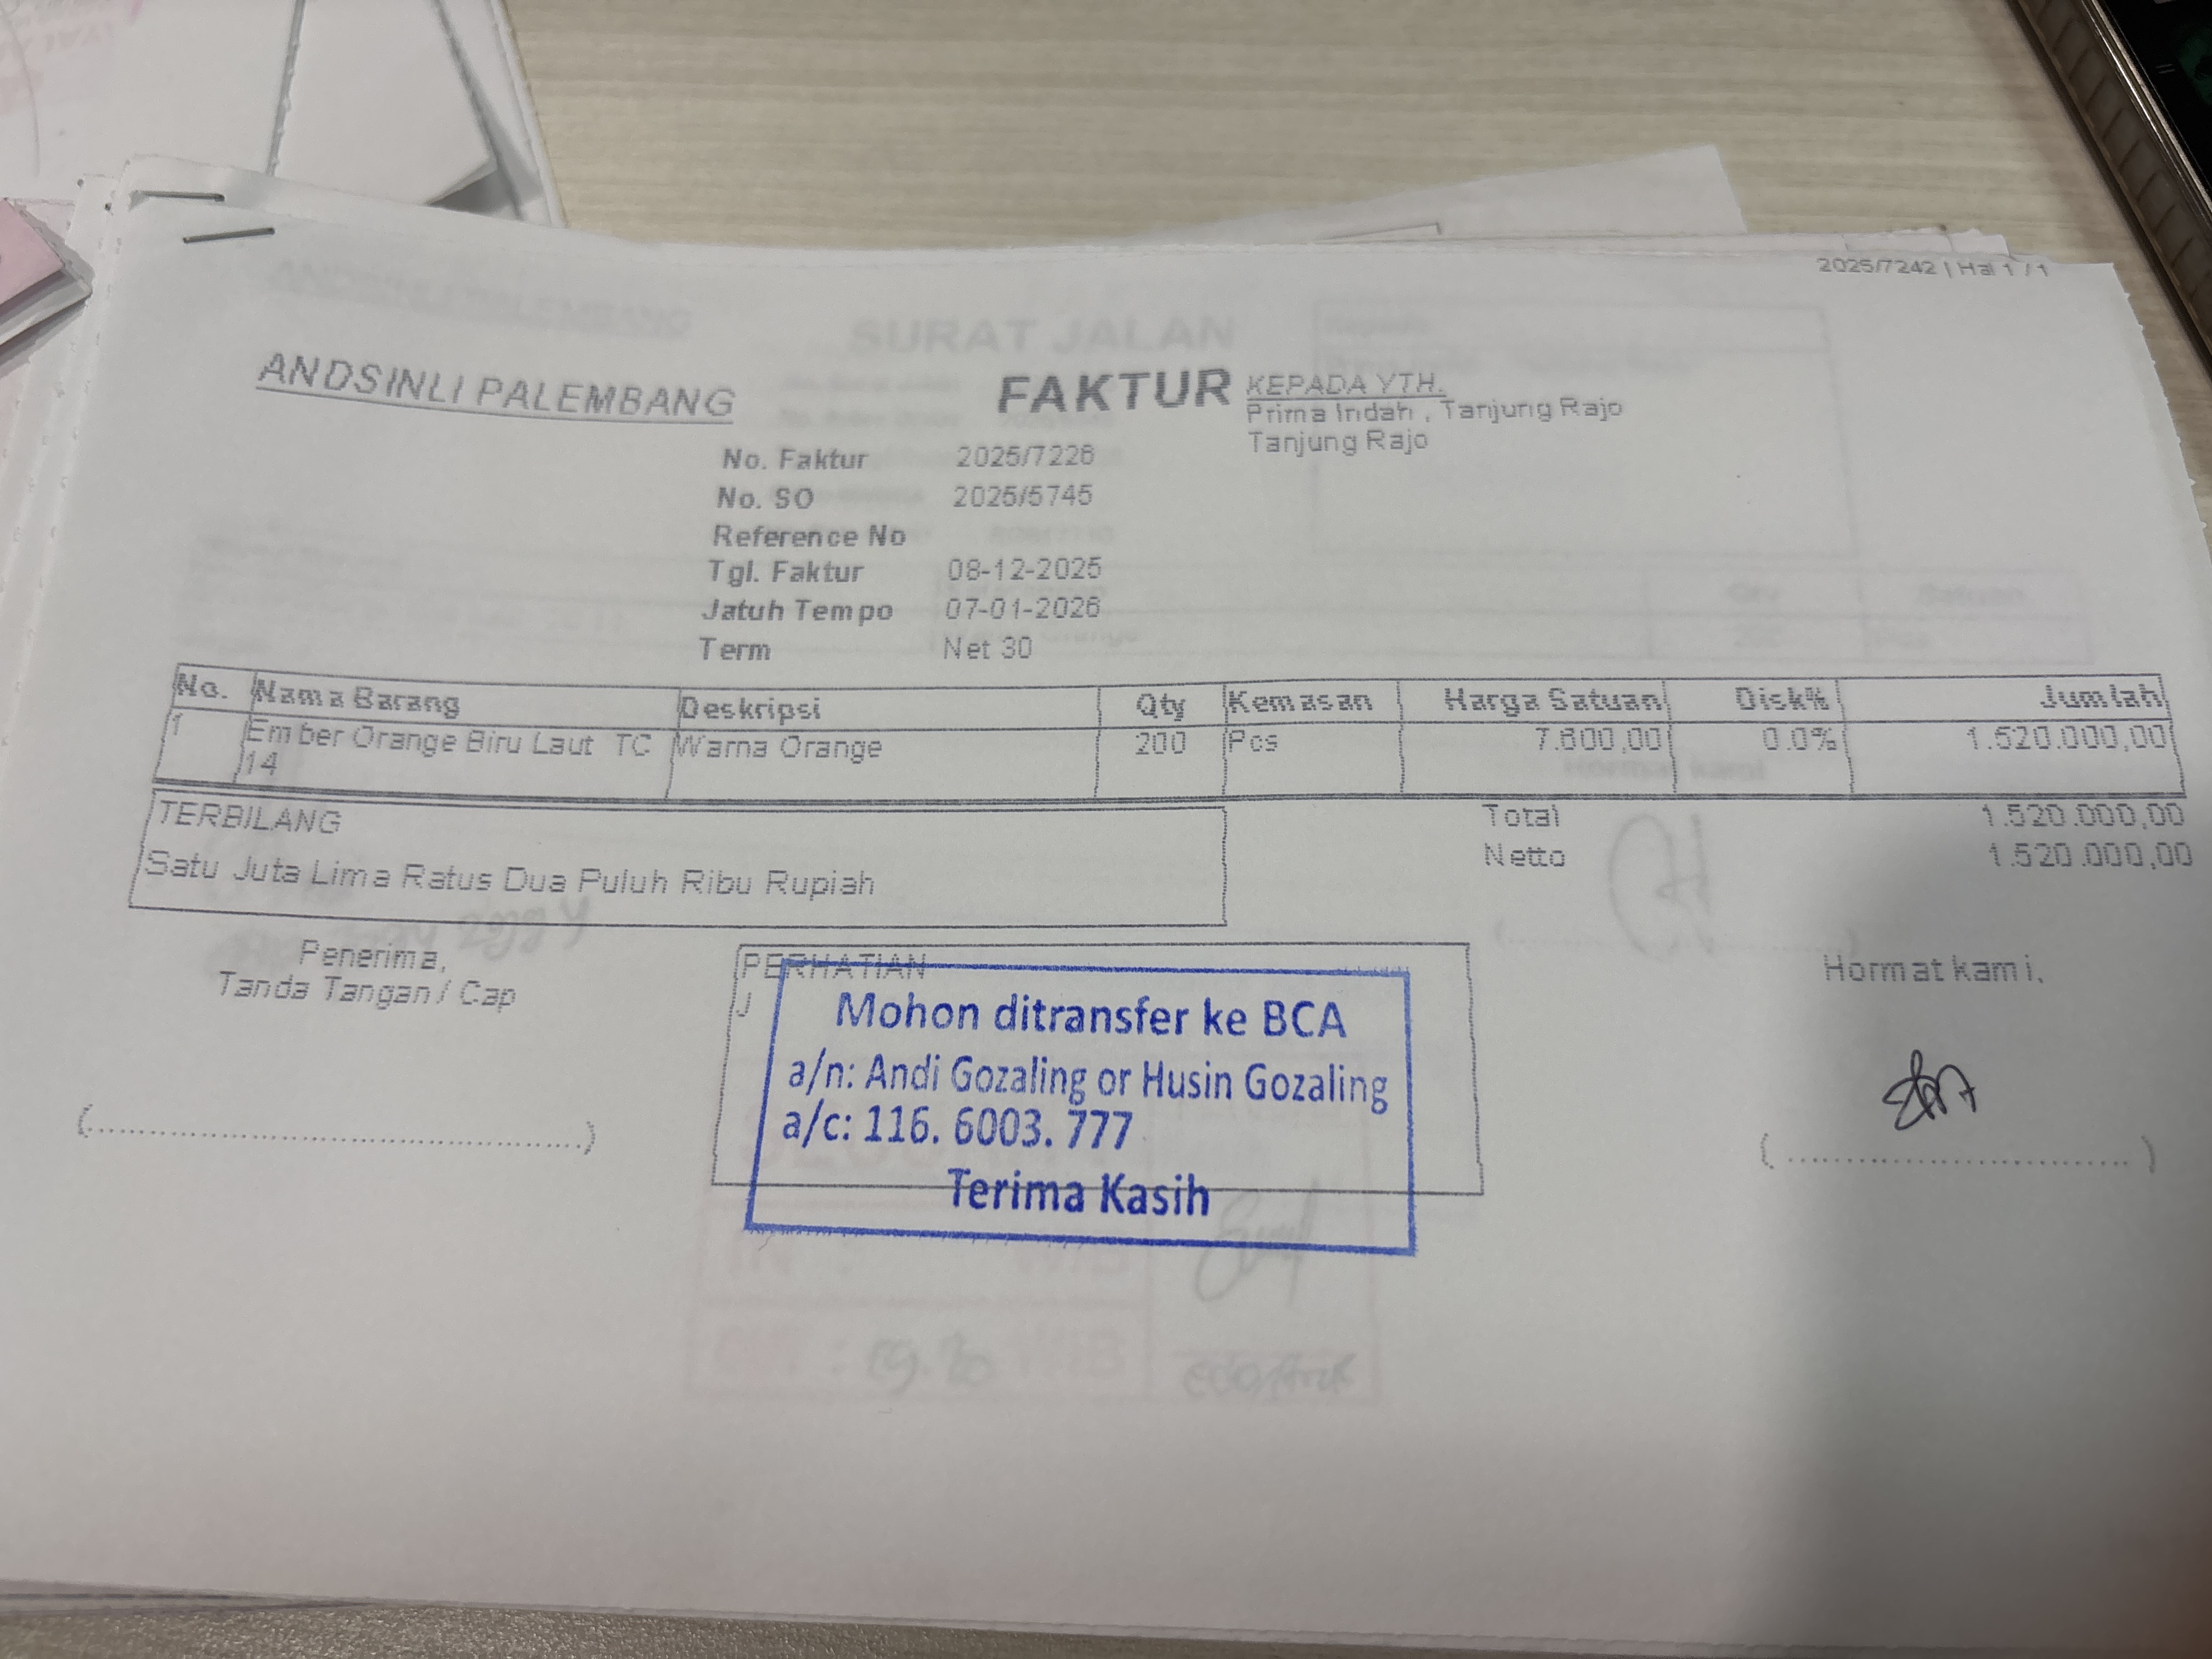 2025/7242 | Hal 1 / 1
SURAT JALAN
ANDSINLI PALEMBANG
FAKTUR
KEPADA YTH.
Prima Indah , Tanjung Rajo
Tanjung Rajo
No. Faktur 2025/7226
No. SO 2025/5745
Reference No
Tgl. Faktur 08-12-2025
Jatuh Tempo 07-01-2026
Term Net 30
No. Nama Barang Deskripsi Qty Kemasan Harga Satuan Disk% Jumlah
1 Ember Orange Biru Laut TC Warna Orange 200 Pcs 7.600,00 0.0% 1.520.000,00
14
TERBILANG
Satu Juta Lima Ratus Dua Puluh Ribu Rupiah
Total 1.520.000,00
Netto 1.520.000,00
Penerima,
Tanda Tangan / Cap
PERHATIAN
J
Mohon ditransfer ke BCA
a/n: Andi Gozaling or Husin Gozaling
a/c: 116. 6003. 777
Terima Kasih
Hormat kami,
(..................................................)
( .................................. )